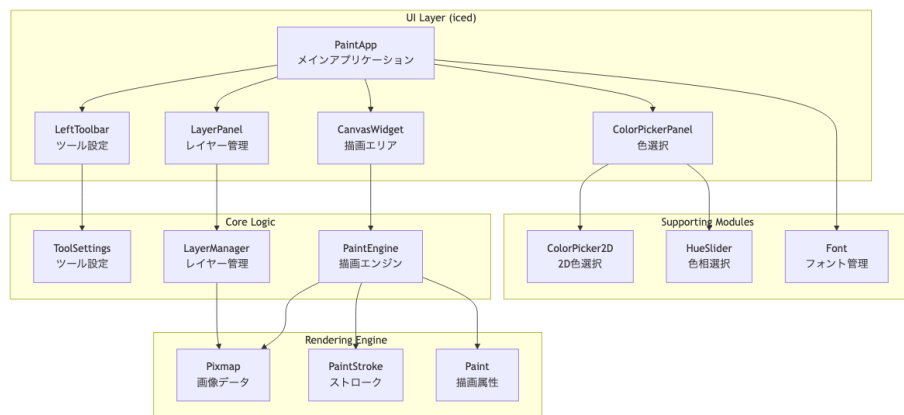 UI Layer (iced)
PaintApp
メインアプリケーション
LeftToolbar
ツール設定
LayerPanel
レイヤー管理
CanvasWidget
描画エリア
ColorPickerPanel
色選択
Core Logic
ToolSettings
ツール設定
LayerManager
レイヤー管理
PaintEngine
描画エンジン
Supporting Modules
ColorPicker2D
2D色選択
HueSlider
色相選択
Font
フォント管理
Rendering Engine
Pixmap
画像データ
PaintStroke
ストローク
Paint
描画属性